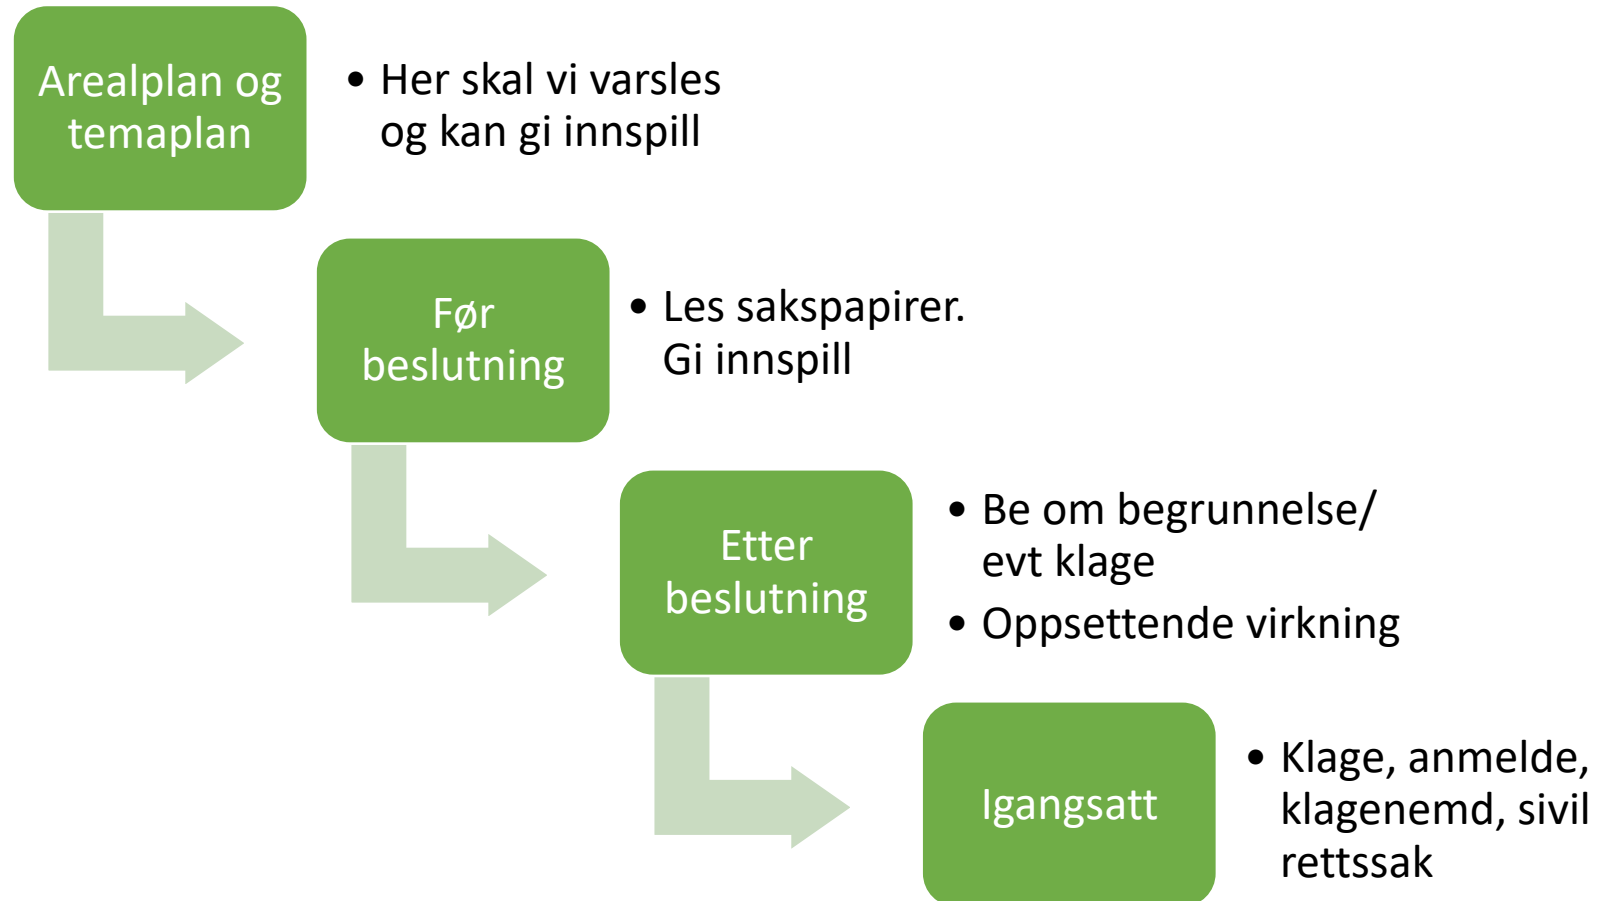 Arealplan og
temaplan
• Her skal vi varsles
og kan gi innspill
Før
beslutning
• Les sakspapirer.
Gi innspill
Etter
beslutning
• Be om begrunnelse/
evt klage
• Oppsettende virkning
Igangsatt
• Klage, anmelde,
klagenemd, sivil
rettssak